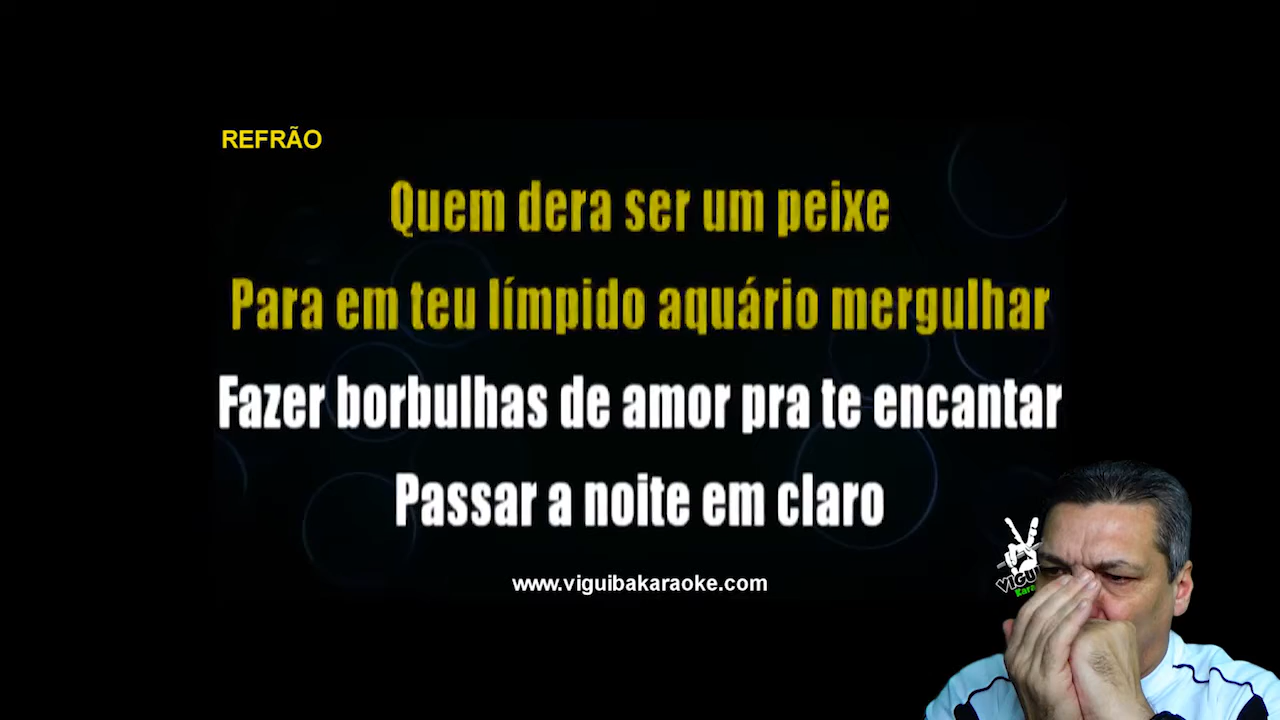 REFRÃO
Quem dera ser um peixe
Para em teu límpido aquário mergulhar
Fazer borbulhas de amor pra te encantar
Passar a noite em claro
www.viguibakaraoke.com